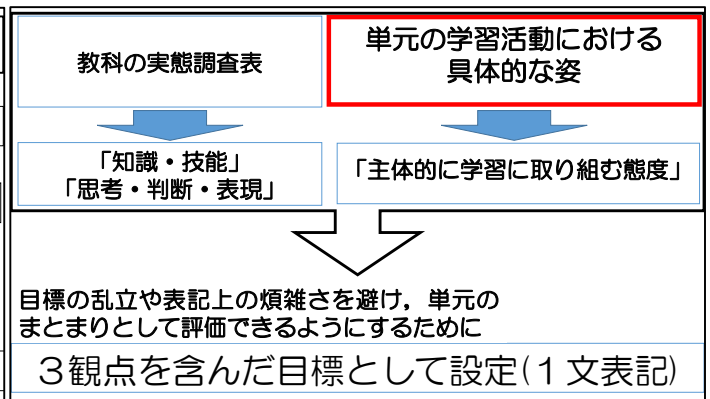 教科の実態調査表
単元の学習活動における
具体的な姿
「知識・技能」
「思考・判断・表現」
「主体的に学習に取り組む態度」
目標の乱立や表記上の煩雑さを避け，単元の
まとまりとして評価できるようにするために
３観点を含んだ目標として設定(１文表記)